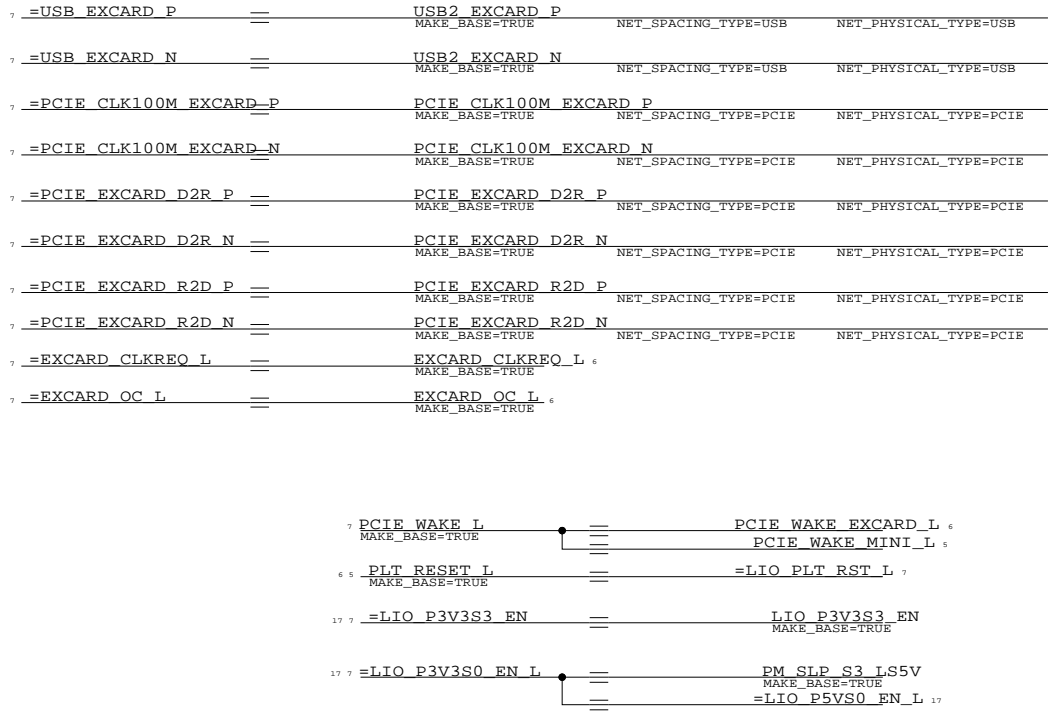 7 =USB_EXCARD_P USB2_EXCARD_P
MAKE_BASE=TRUE NET_SPACING_TYPE=USB NET_PHYSICAL_TYPE=USB
7 =USB_EXCARD_N USB2_EXCARD_N
MAKE_BASE=TRUE NET_SPACING_TYPE=USB NET_PHYSICAL_TYPE=USB
7 =PCIE_CLK100M_EXCARD_P PCIE_CLK100M_EXCARD_P
MAKE_BASE=TRUE NET_SPACING_TYPE=PCIE NET_PHYSICAL_TYPE=PCIE
7 =PCIE_CLK100M_EXCARD_N PCIE_CLK100M_EXCARD_N
MAKE_BASE=TRUE NET_SPACING_TYPE=PCIE NET_PHYSICAL_TYPE=PCIE
7 =PCIE_EXCARD_D2R_P PCIE_EXCARD_D2R_P
MAKE_BASE=TRUE NET_SPACING_TYPE=PCIE NET_PHYSICAL_TYPE=PCIE
7 =PCIE_EXCARD_D2R_N PCIE_EXCARD_D2R_N
MAKE_BASE=TRUE NET_SPACING_TYPE=PCIE NET_PHYSICAL_TYPE=PCIE
7 =PCIE_EXCARD_R2D_P PCIE_EXCARD_R2D_P
MAKE_BASE=TRUE NET_SPACING_TYPE=PCIE NET_PHYSICAL_TYPE=PCIE
7 =PCIE_EXCARD_R2D_N PCIE_EXCARD_R2D_N
MAKE_BASE=TRUE NET_SPACING_TYPE=PCIE NET_PHYSICAL_TYPE=PCIE
7 =EXCARD_CLKREQ_L EXCARD_CLKREQ_L 6
MAKE_BASE=TRUE
7 =EXCARD_OC_L EXCARD_OC_L 6
MAKE_BASE=TRUE
7 PCIE_WAKE_L PCIE_WAKE_EXCARD_L 6
MAKE_BASE=TRUE
PCIE_WAKE_MINI_L 5
6 5 PLT_RESET_L =LIO_PLT_RST_L 7
MAKE_BASE=TRUE
17 7 =LIO_P3V3S3_EN LIO_P3V3S3_EN
MAKE_BASE=TRUE
17 7 =LIO_P3V3S0_EN_L PM_SLP_S3_LS5V
MAKE_BASE=TRUE
=LIO_P5VS0_EN_L 17